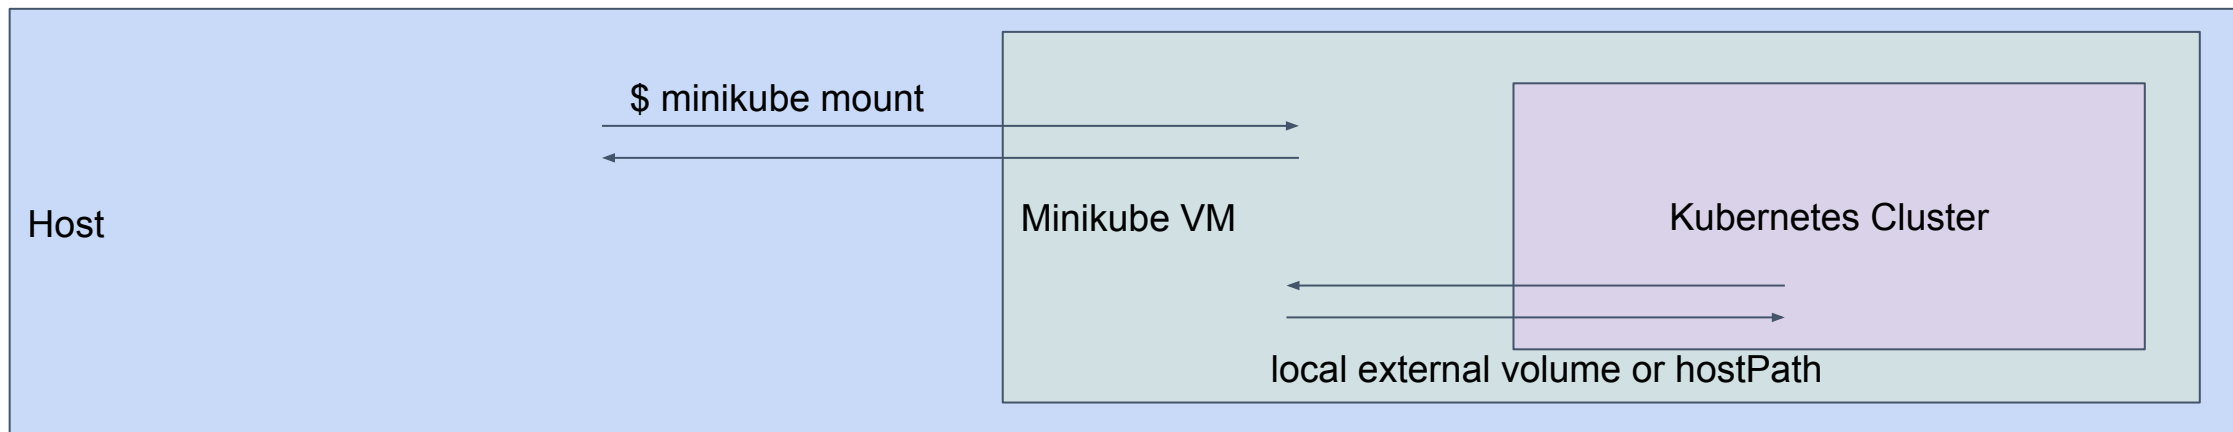 $ minikube mount
Host
Minikube VM
Kubernetes Cluster
local external volume or hostPath